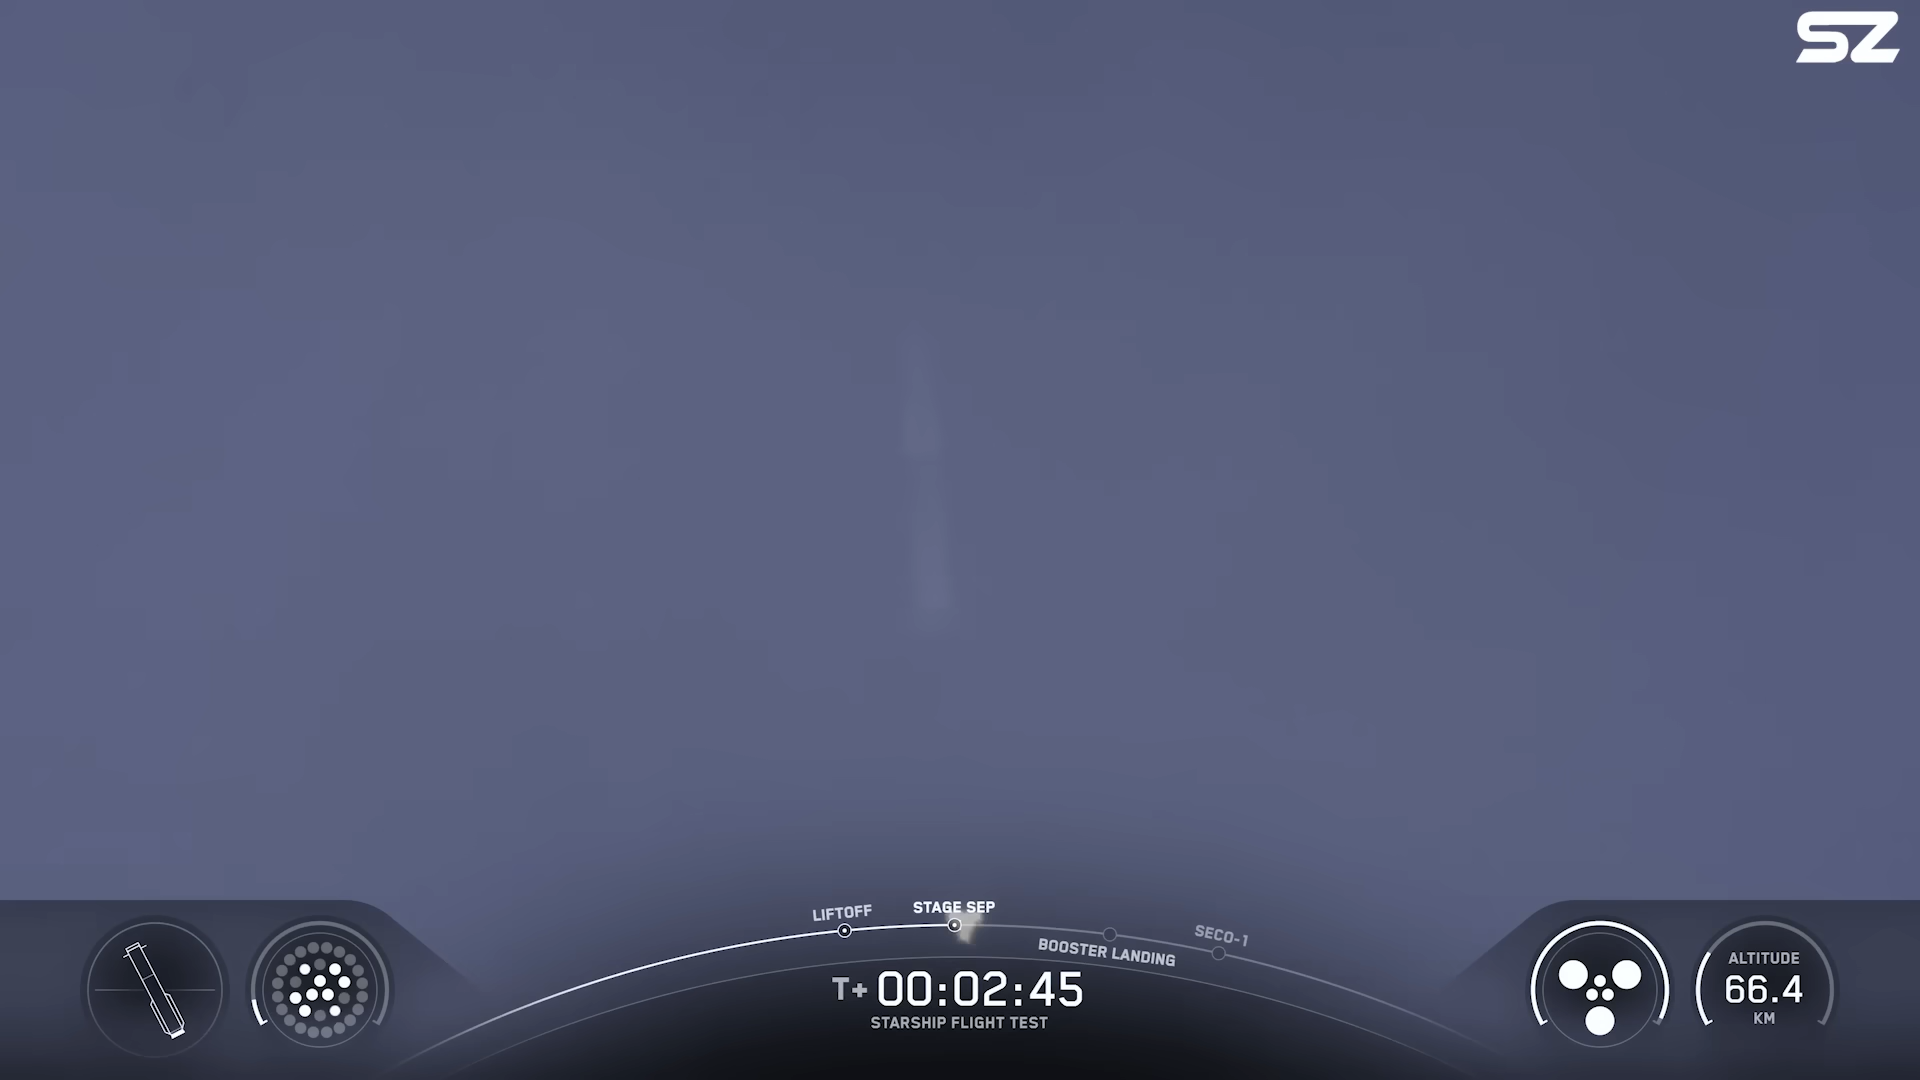 SZ
LIFTOFF
STAGE SEP
BOOSTER LANDING
SECO-1
T+ 00:02:45
STARSHIP FLIGHT TEST
ALTITUDE
66.4
KM